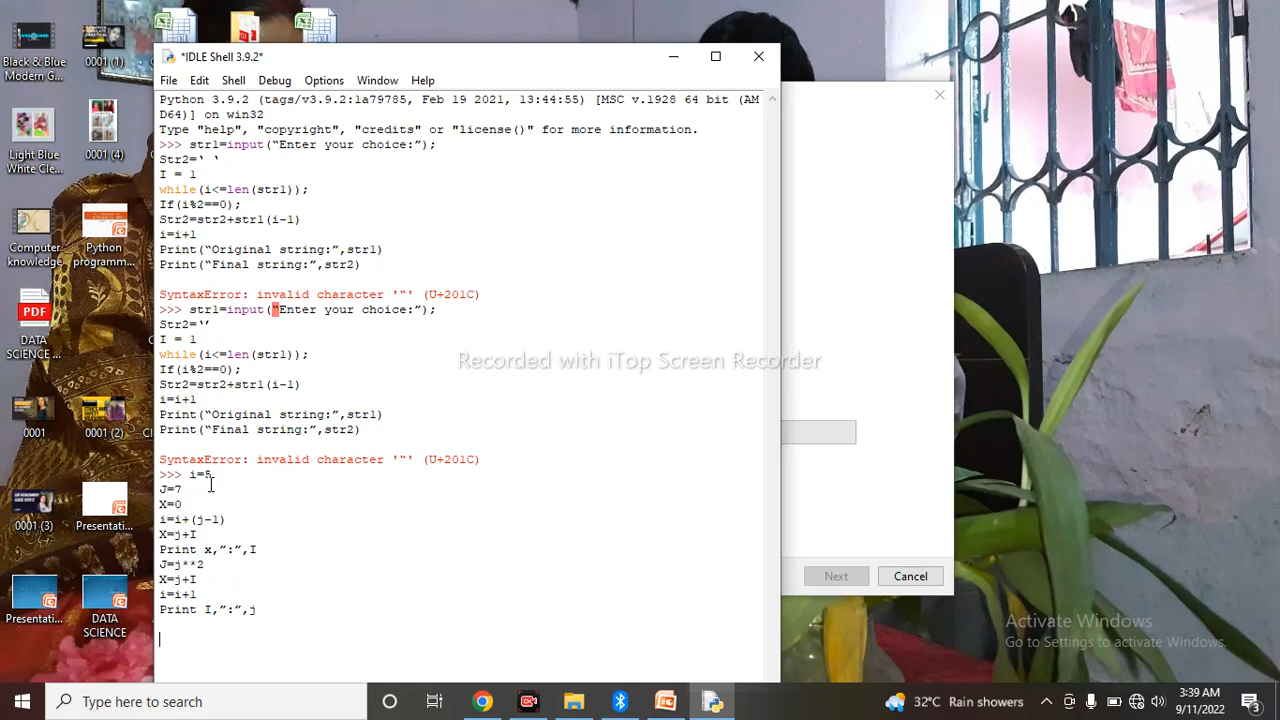 *IDLE Shell 3.9.2*
File Edit Shell Debug Options Window Help
Python 3.9.2 (tags/v3.9.2:1a79785, Feb 19 2021, 13:44:55) [MSC v.1928 64 bit (AM
D64)] on win32
Type "help", "copyright", "credits" or "license()" for more information.
>>> str1=input(“Enter your choice:”);
Str2=‘ ‘
I = 1
while(i<=len(str1));
If(i%2==0);
Str2=str2+str1(i-1)
i=i+1
Print(“Original string:”,str1)
Print(“Final string:”,str2)
SyntaxError: invalid character '“' (U+201C)
>>> str1=input(“Enter your choice:”);
Str2=‘’
I = 1
while(i<=len(str1));
If(i%2==0);
Str2=str2+str1(i-1)
i=i+1
Print(“Original string:”,str1)
Print(“Final string:”,str2)
SyntaxError: invalid character '“' (U+201C)
>>> i=5
J=7
X=0
i=i+(j-1)
X=j+I
Print x,”:”,I
J=j**2
X=j+I
i=i+1
Print I,”:”,j
Recorded with iTop Screen Recorder
Black & Blue
Modern G...
0001 (1)
Light Blue
White Cle...
0001 (4)
Computer
knowledge
Python
programm...
PDF
DATA
SCIENCE ...
0001
0001 (2)
0001 (3)
Presentati...
Presentati...
DATA
SCIENCE
Next
Cancel
Activate Windows
Go to Settings to activate Windows.
Type here to search
32°C Rain showers
3:39 AM
9/11/2022
3